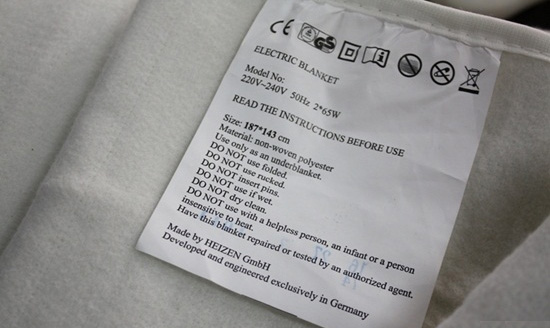 CE GS
ELECTRIC BLANKET
Model No:
220V~240V 50Hz 2*65W
READ THE INSTRUCTIONS BEFORE USE
Size: 187*143 cm
Material: non-woven polyester
Use only as an underblanket.
DO NOT use folded.
DO NOT use rucked.
DO NOT insert pins.
DO NOT use if wet.
DO NOT dry clean.
DO NOT use with a helpless person, an infant or a person
insensitive to heat.
Have this blanket repaired or tested by an authorized agent.
Made by HEIZEN GmbH
Developed and engineered exclusively in Germany